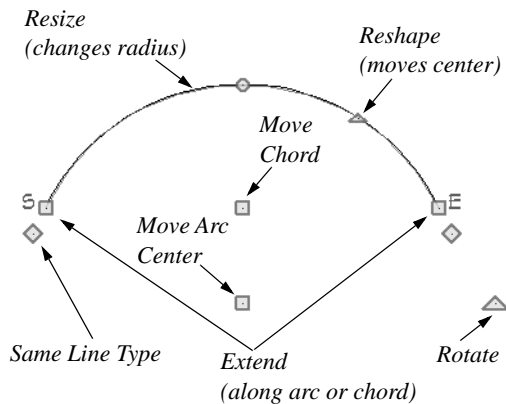 Resize
(changes radius)
Reshape
(moves center)
Move
Chord
S
E
Move Arc
Center
Same Line Type
Extend
(along arc or chord)
Rotate